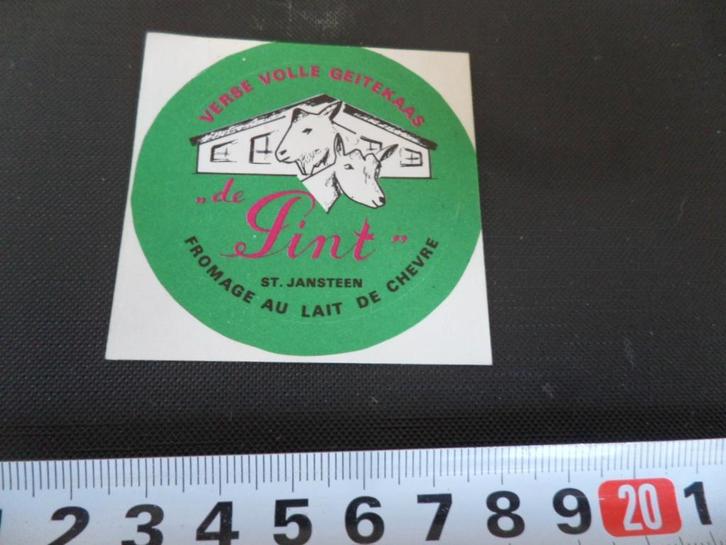 VERSE VOLLE GEITEKAAS
„de Pint”
ST. JANSTEEN
FROMAGE AU LAIT DE CHEVRE
2 3 4 5 6 7 8 9 20 1